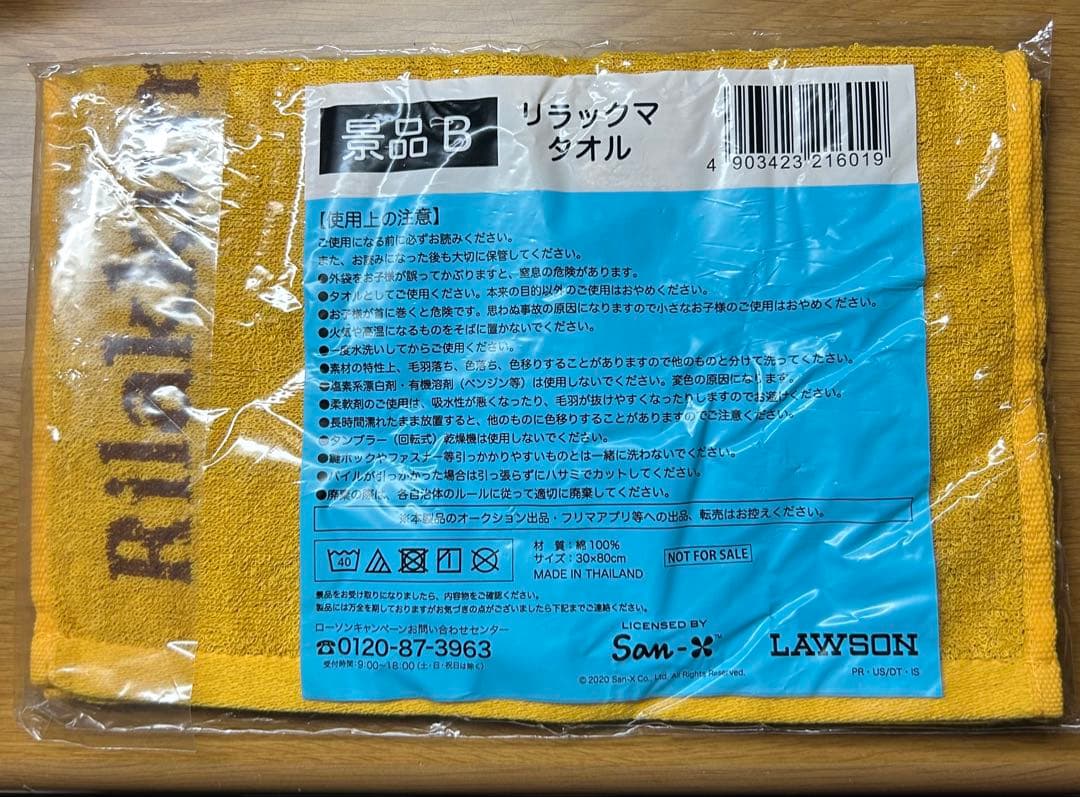 景品B
リラックマ
タオル
4 903423 216019
Rilakkuma
【使用上の注意】
ご使用になる前に必ずお読みください。
また、お読みになった後も大切に保管してください。
●外袋をお子様が誤ってかぶりますと、窒息の危険があります。
●タオルとしてご使用ください。本来の目的以外のご使用はおやめください。
●お子様が首に巻くと危険です。思わぬ事故の原因になりますので小さなお子様のご使用はおやめください。
●火気や高温になるものをそばに置かないでください。
●一度水洗いしてからご使用ください。
●素材の特性上、毛羽落ち、色落ち、色移りすることがありますので他のものと分けて洗ってください。
●塩素系漂白剤・有機溶剤（ベンジン等）は使用しないでください。変色の原因になります。
●柔軟剤のご使用は、吸水性が悪くなったり、毛羽が抜けやすくなったりしますのでお避けください。
●長時間濡れたまま放置すると、他のものに色移りすることがありますのでご注意ください。
●タンブラー（回転式）乾燥機は使用しないでください。
●鍵ホックやファスナー等引っかかりやすいものとは一緒に洗わないでください。
●パイルが引っかかった場合は引っ張らずにハサミでカットしてください。
●廃棄の際は、各自治体のルールに従って適切に廃棄してください。
※本製品のオークション出品・フリマアプリ等への出品、転売はお控えください。
40
材 質：綿100%
サイズ：30×80cm
MADE IN THAILAND
NOT FOR SALE
景品をお受け取りになりましたら、内容物をご確認ください。
製品には万全を期しておりますがお気づきの点がございましたら下記までご連絡ください。
ローソンキャンペーンお問い合わせセンター
☎0120-87-3963
受付時間：9:00〜18:00（土・日・祝日は除く）
LICENSED BY
San-X™
© 2020 San-X Co., Ltd. All Rights Reserved.
LAWSON
PR・US/DT・IS